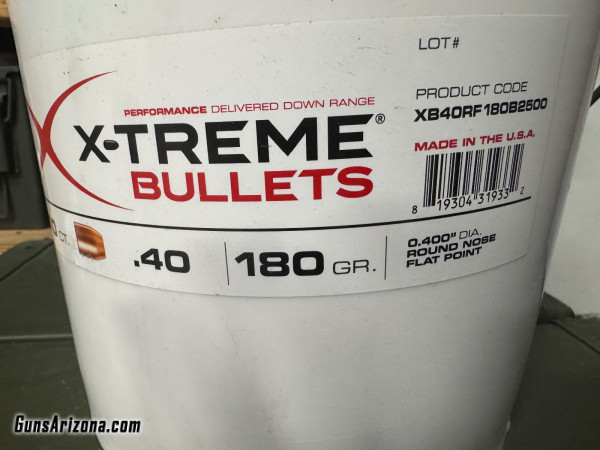 LOT#
PERFORMANCE DELIVERED DOWN RANGE
PRODUCT CODE
XB40RF180B2500
X-TREME®
BULLETS
MADE IN THE U.S.A.
8 19304 31933 2
CT.
.40
180 GR.
0.400" DIA.
ROUND NOSE
FLAT POINT
GunsArizona.com